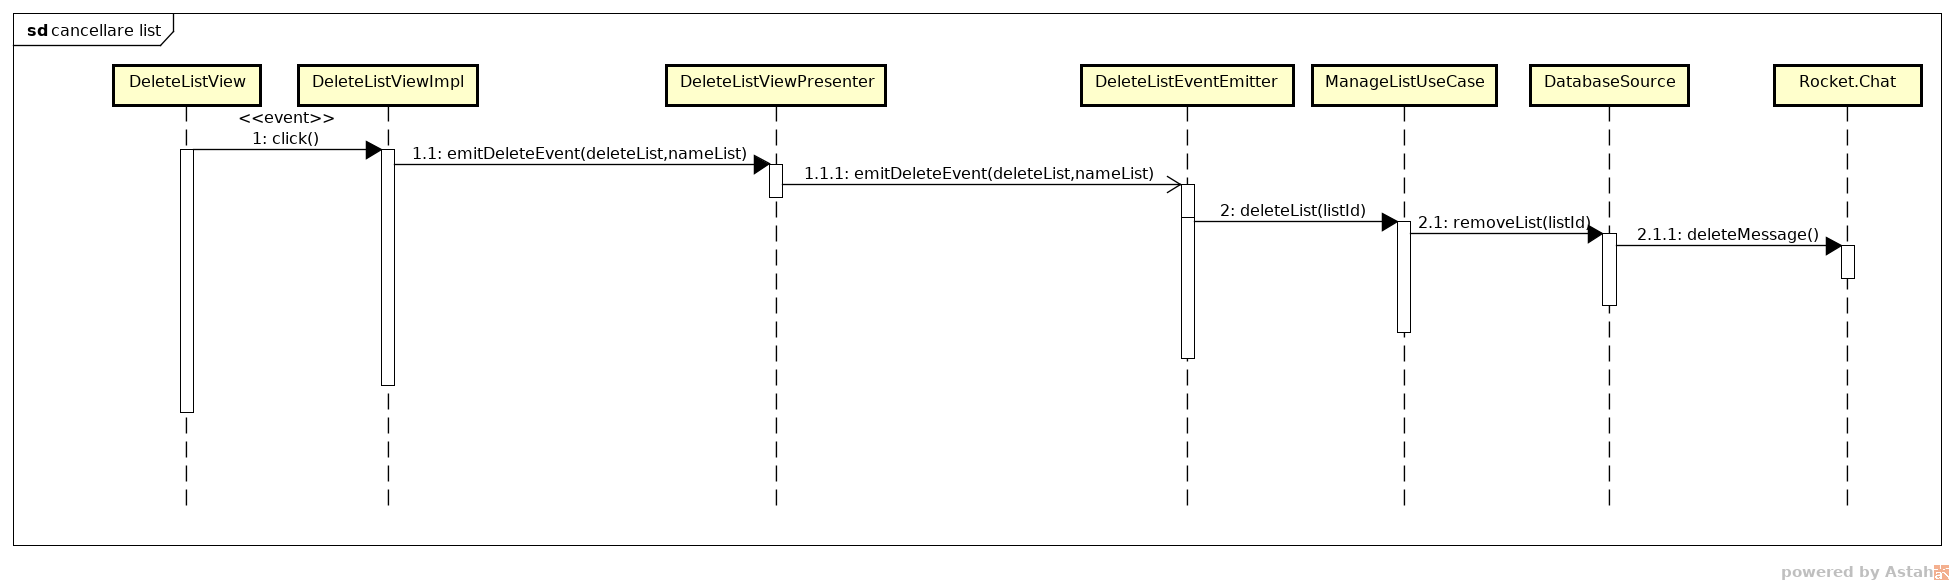 sd cancellare list
DeleteListView
DeleteListViewImpl
DeleteListViewPresenter
DeleteListEventEmitter
ManageListUseCase
DatabaseSource
Rocket.Chat
<<event>>
1: click()
1.1: emitDeleteEvent(deleteList,nameList)
1.1.1: emitDeleteEvent(deleteList,nameList)
2: deleteList(listId)
2.1: removeList(listId)
2.1.1: deleteMessage()
powered by Astah